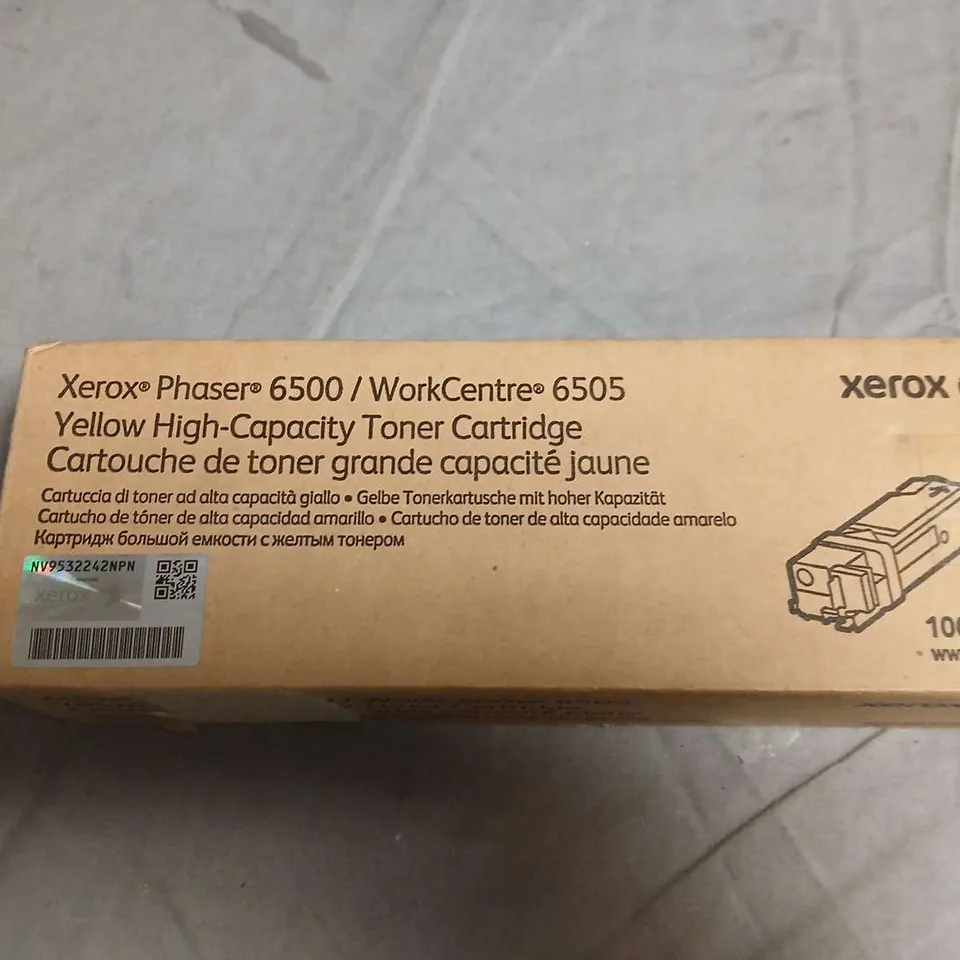 Xerox® Phaser® 6500 / WorkCentre® 6505
xerox
Yellow High-Capacity Toner Cartridge
Cartouche de toner grande capacité jaune
Cartuccia di toner ad alta capacità giallo • Gelbe Tonerkartusche mit hoher Kapazität
Cartucho de tóner de alta capacidad amarillo • Cartucho de toner de alta capacidade amarelo
Картридж большой емкости с желтым тонером
NV9532242NPN
xerox